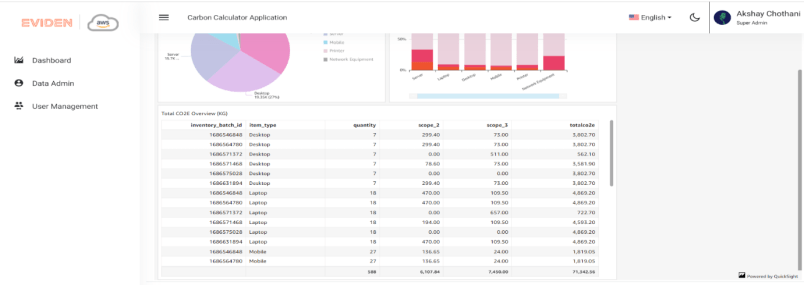 EVIDEN aws
Carbon Calculator Application
English
Akshay Chothani
Super Admin
Dashboard
Data Admin
User Management
Server
Mobile
Printer
Network Equipment
Server
Desktop
50%
0%
Server Laptop Desktop Mobile Printer Network Equipment
Total CO2E Overview (KG)
inventory_batch_id item_type quantity scope_2 scope_3 totalco2e
1686546848 Desktop 7 299.40 73.00 3,802.70
1686564780 Desktop 7 299.40 73.00 3,802.70
1686571372 Desktop 7 0.00 511.00 562.10
1686571468 Desktop 7 78.60 73.00 3,581.90
1686575028 Desktop 7 0.00 0.00 3,802.70
1686631894 Desktop 7 299.40 73.00 3,802.70
1686546848 Laptop 18 470.00 109.50 4,869.20
1686564780 Laptop 18 470.00 109.50 4,869.20
1686571372 Laptop 18 0.00 657.00 722.70
1686571468 Laptop 18 194.00 109.50 4,593.20
1686575028 Laptop 18 0.00 0.00 4,869.20
1686631894 Laptop 18 470.00 109.50 4,869.20
1686546848 Mobile 27 156.65 24.00 1,819.05
1686564780 Mobile 27 156.65 24.00 1,819.05
588 6,197.84 7,450.00 71,342.56
Powered by QuickSight